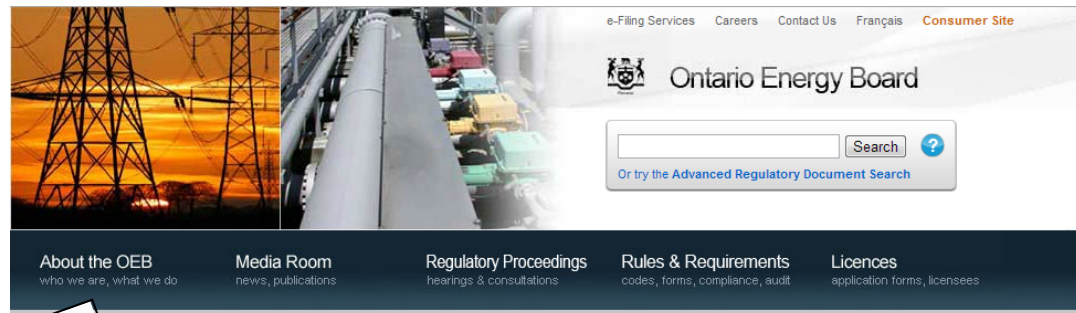 e-Filing Services Careers Contact Us Français Consumer Site
Ontario Energy Board
Search ?
Or try the Advanced Regulatory Document Search
About the OEB Media Room Regulatory Proceedings Rules & Requirements Licences
who we are, what we do news, publications hearings & consultations codes, forms, compliance, audit application forms, licensees